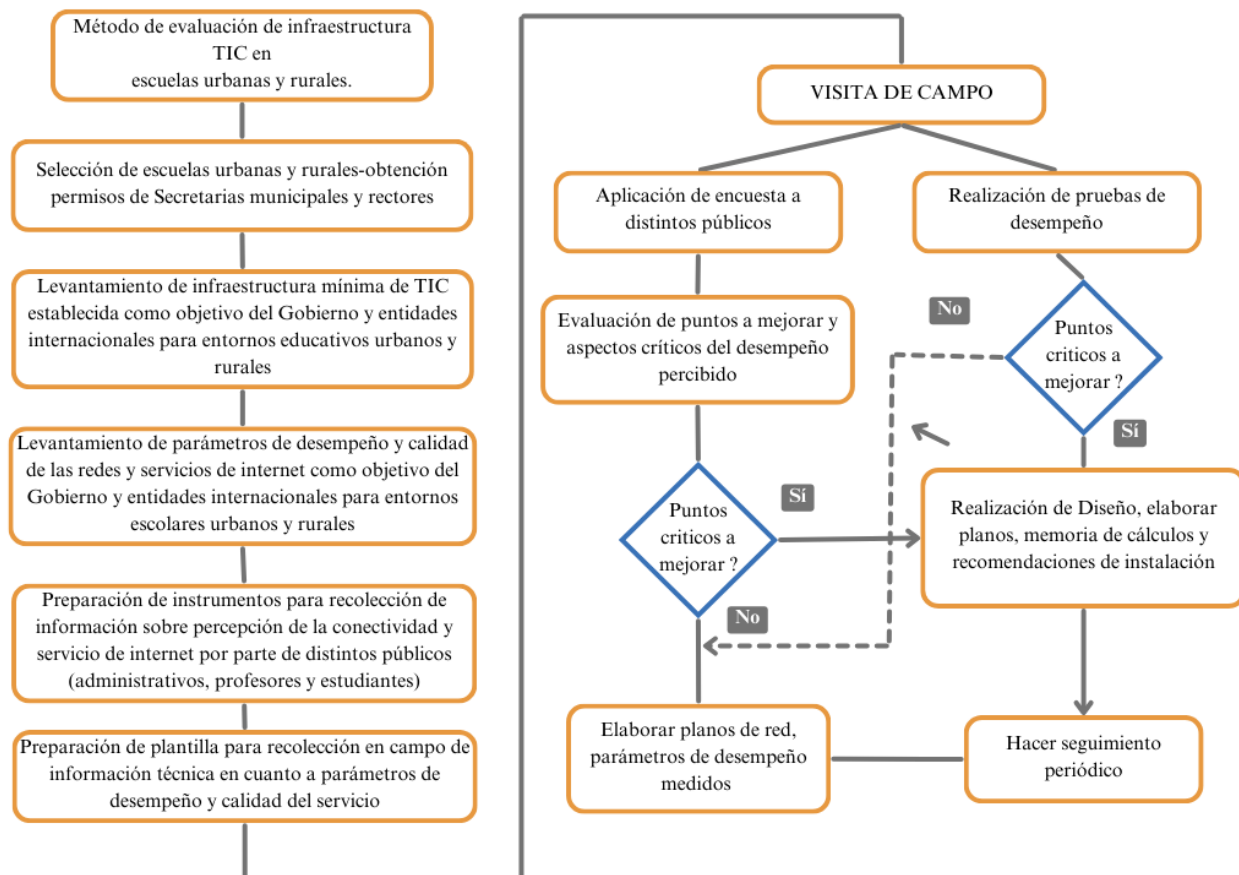 Método de evaluación de infraestructura
TIC en
escuelas urbanas y rurales.
Selección de escuelas urbanas y rurales-obtención
permisos de Secretarias municipales y rectores
Levantamiento de infraestructura mínima de TIC
establecida como objetivo del Gobierno y entidades
internacionales para entornos educativos urbanos y
rurales
Levantamiento de parámetros de desempeño y calidad
de las redes y servicios de internet como objetivo del
Gobierno y entidades internacionales para entornos
escolares urbanos y rurales
Preparación de instrumentos para recolección de
información sobre percepción de la conectividad y
servicio de internet por parte de distintos públicos
(administrativos, profesores y estudiantes)
Preparación de plantilla para recolección en campo de
información técnica en cuanto a parámetros de
desempeño y calidad del servicio
VISITA DE CAMPO
Aplicación de encuesta a
distintos públicos
Evaluación de puntos a mejorar y
aspectos críticos del desempeño
percibido
Puntos
criticos a
mejorar ?
Sí
No
Elaborar planos de red,
parámetros de desempeño
medidos
Realización de pruebas de
desempeño
Puntos
criticos a
mejorar ?
No
Sí
Realización de Diseño, elaborar
planos, memoria de cálculos y
recomendaciones de instalación
Hacer seguimiento
periódico